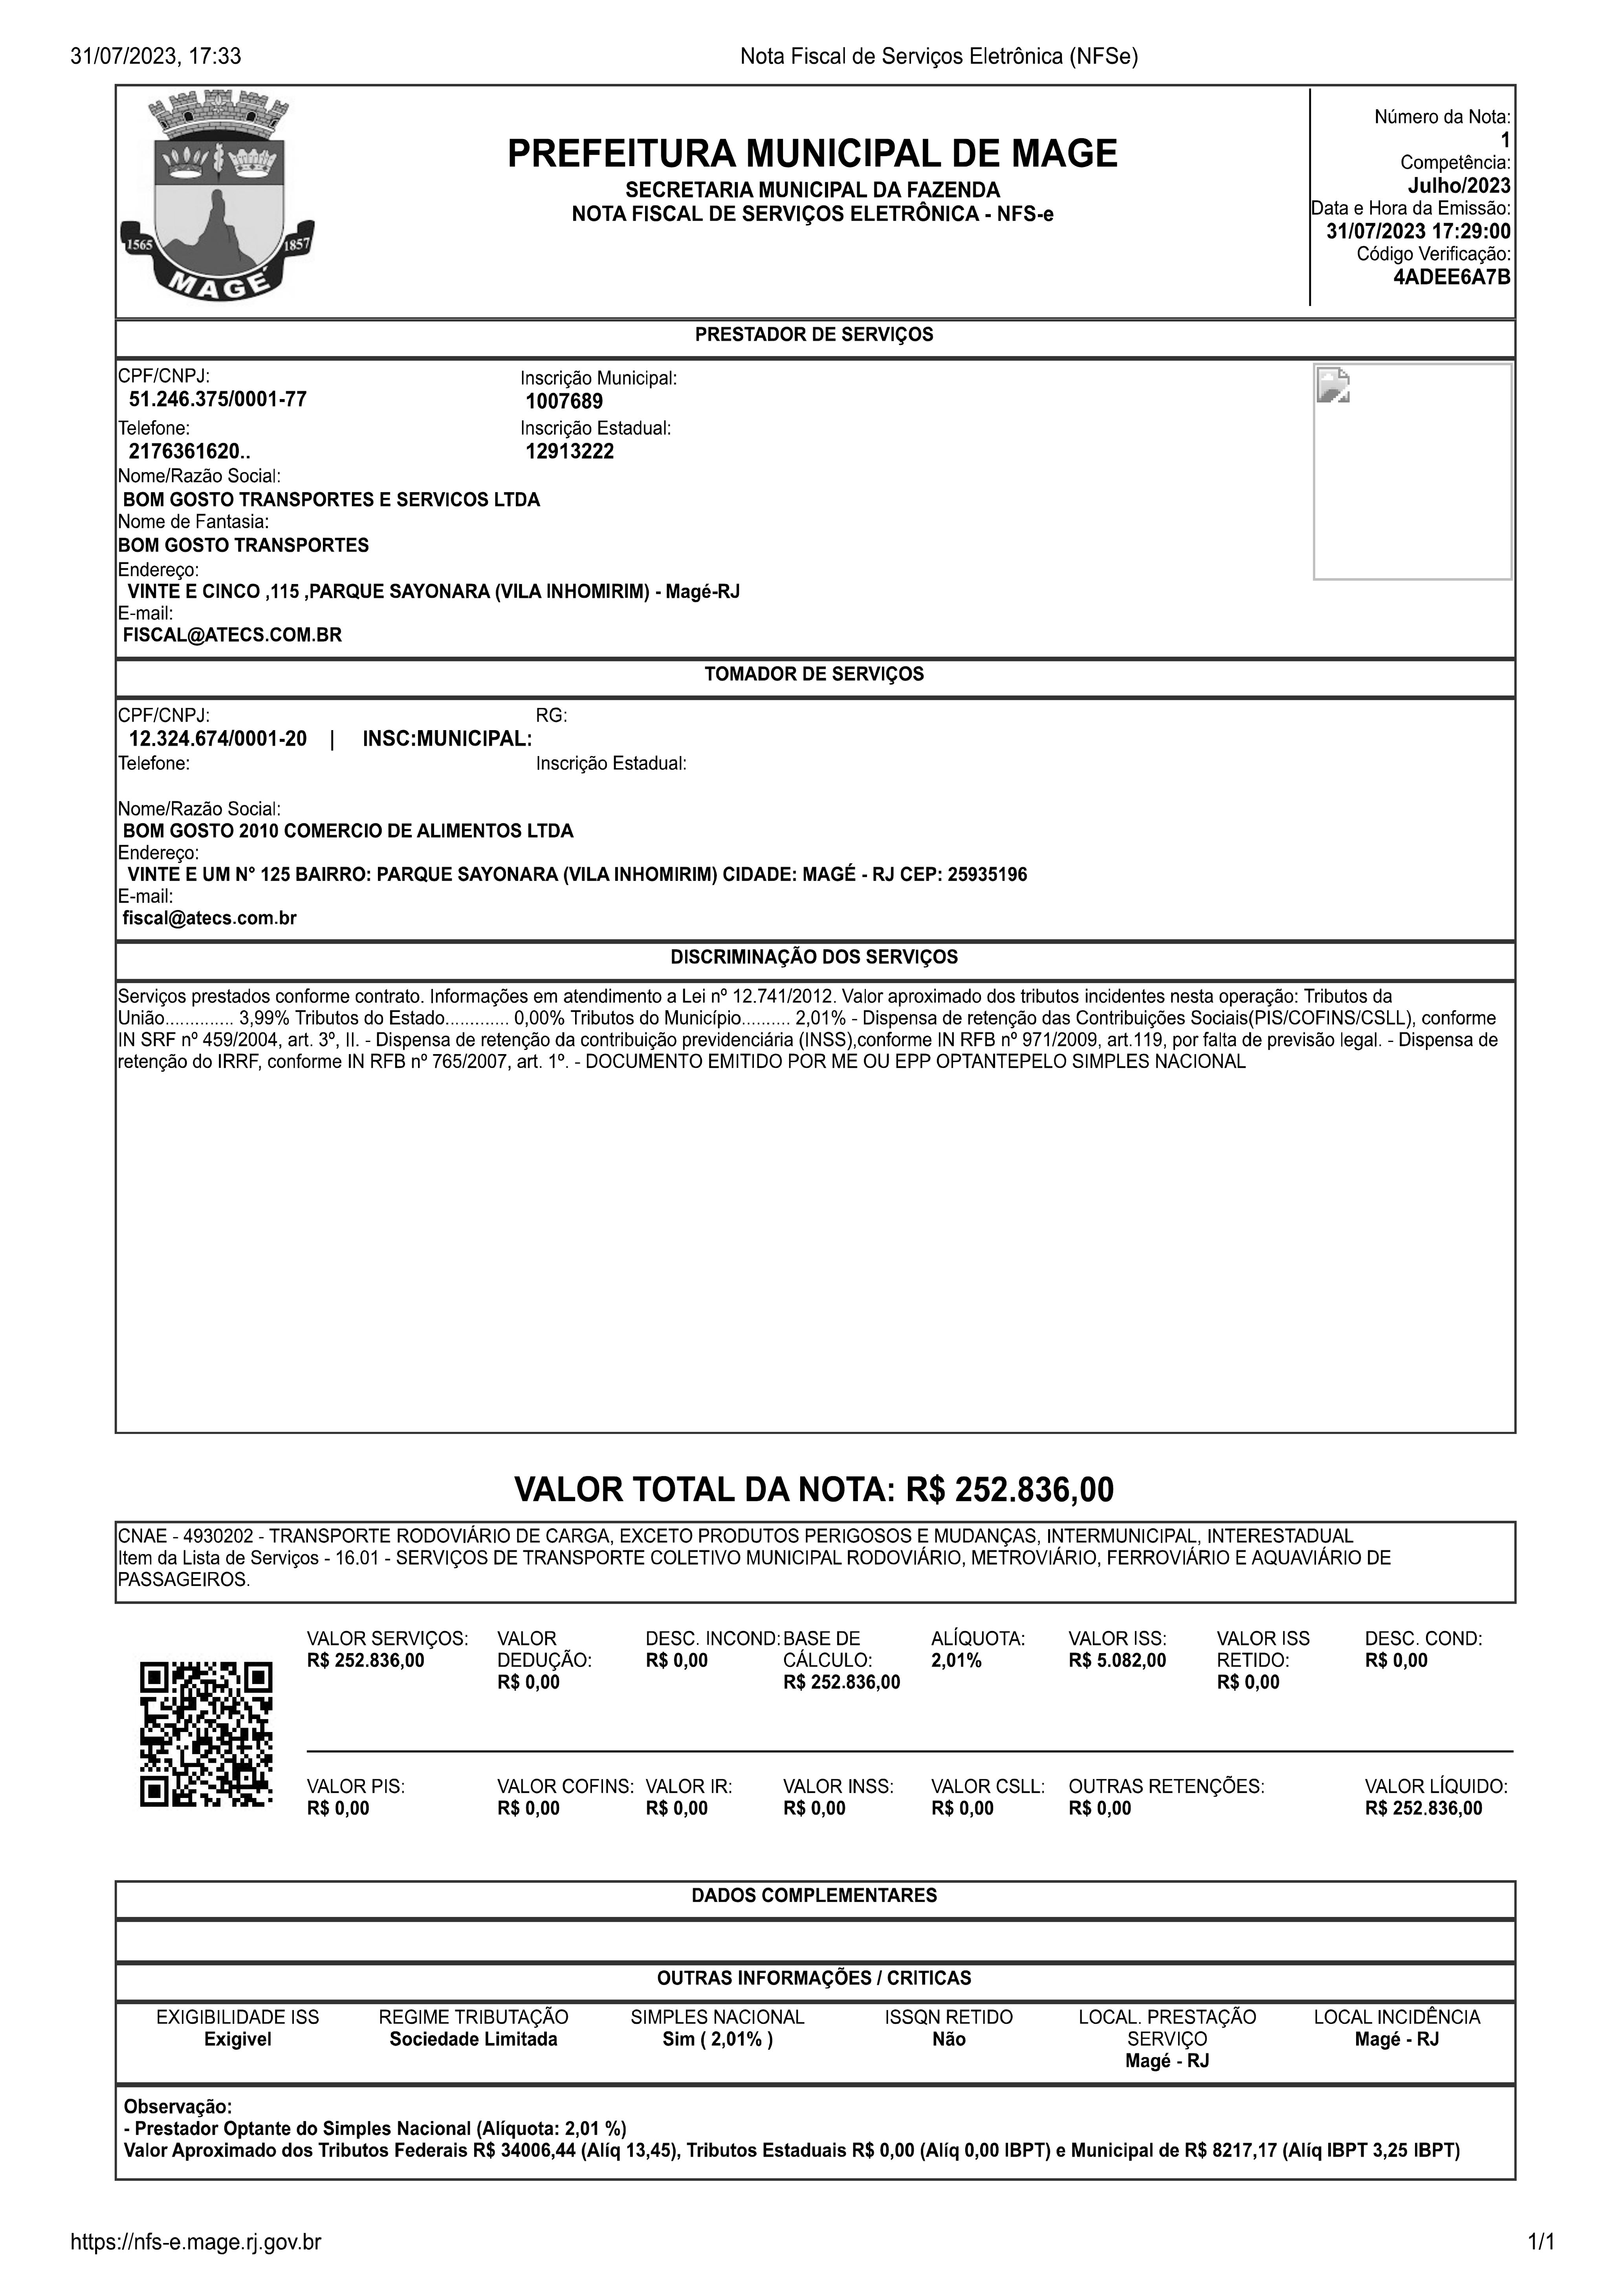 31/07/2023, 17:33
Nota Fiscal de Serviços Eletrônica (NFSe)
1565
1857
MAGÉ
PREFEITURA MUNICIPAL DE MAGE
SECRETARIA MUNICIPAL DA FAZENDA
NOTA FISCAL DE SERVIÇOS ELETRÔNICA - NFS-e
Número da Nota:
1
Competência:
Julho/2023
Data e Hora da Emissão:
31/07/2023 17:29:00
Código Verificação:
4ADEE6A7B
PRESTADOR DE SERVIÇOS
CPF/CNPJ:
51.246.375/0001-77
Inscrição Municipal:
1007689
Telefone:
2176361620..
Inscrição Estadual:
12913222
Nome/Razão Social:
BOM GOSTO TRANSPORTES E SERVICOS LTDA
Nome de Fantasia:
BOM GOSTO TRANSPORTES
Endereço:
VINTE E CINCO ,115 ,PARQUE SAYONARA (VILA INHOMIRIM) - Magé-RJ
E-mail:
FISCAL@ATECS.COM.BR
TOMADOR DE SERVIÇOS
CPF/CNPJ:
RG:
12.324.674/0001-20 | INSC:MUNICIPAL:
Telefone:
Inscrição Estadual:
Nome/Razão Social:
BOM GOSTO 2010 COMERCIO DE ALIMENTOS LTDA
Endereço:
VINTE E UM N° 125 BAIRRO: PARQUE SAYONARA (VILA INHOMIRIM) CIDADE: MAGÉ - RJ CEP: 25935196
E-mail:
fiscal@atecs.com.br
DISCRIMINAÇÃO DOS SERVIÇOS
Serviços prestados conforme contrato. Informações em atendimento a Lei nº 12.741/2012. Valor aproximado dos tributos incidentes nesta operação: Tributos da
União.............. 3,99% Tributos do Estado............. 0,00% Tributos do Município.......... 2,01% - Dispensa de retenção das Contribuições Sociais(PIS/COFINS/CSLL), conforme
IN SRF nº 459/2004, art. 3º, II. - Dispensa de retenção da contribuição previdenciária (INSS),conforme IN RFB nº 971/2009, art.119, por falta de previsão legal. - Dispensa de
retenção do IRRF, conforme IN RFB nº 765/2007, art. 1º. - DOCUMENTO EMITIDO POR ME OU EPP OPTANTEPELO SIMPLES NACIONAL
VALOR TOTAL DA NOTA: R$ 252.836,00
CNAE - 4930202 - TRANSPORTE RODOVIÁRIO DE CARGA, EXCETO PRODUTOS PERIGOSOS E MUDANÇAS, INTERMUNICIPAL, INTERESTADUAL
Item da Lista de Serviços - 16.01 - SERVIÇOS DE TRANSPORTE COLETIVO MUNICIPAL RODOVIÁRIO, METROVIÁRIO, FERROVIÁRIO E AQUAVIÁRIO DE
PASSAGEIROS.
VALOR SERVIÇOS:
R$ 252.836,00
VALOR
DEDUÇÃO:
R$ 0,00
DESC. INCOND:
R$ 0,00
BASE DE
CÁLCULO:
R$ 252.836,00
ALÍQUOTA:
2,01%
VALOR ISS:
R$ 5.082,00
VALOR ISS
RETIDO:
R$ 0,00
DESC. COND:
R$ 0,00
VALOR PIS:
R$ 0,00
VALOR COFINS:
R$ 0,00
VALOR IR:
R$ 0,00
VALOR INSS:
R$ 0,00
VALOR CSLL:
R$ 0,00
OUTRAS RETENÇÕES:
R$ 0,00
VALOR LÍQUIDO:
R$ 252.836,00
DADOS COMPLEMENTARES
OUTRAS INFORMAÇÕES / CRITICAS
EXIGIBILIDADE ISS
Exigivel
REGIME TRIBUTAÇÃO
Sociedade Limitada
SIMPLES NACIONAL
Sim ( 2,01% )
ISSQN RETIDO
Não
LOCAL. PRESTAÇÃO
SERVIÇO
Magé - RJ
LOCAL INCIDÊNCIA
Magé - RJ
Observação:
- Prestador Optante do Simples Nacional (Alíquota: 2,01 %)
Valor Aproximado dos Tributos Federais R$ 34006,44 (Alíq 13,45), Tributos Estaduais R$ 0,00 (Alíq 0,00 IBPT) e Municipal de R$ 8217,17 (Alíq IBPT 3,25 IBPT)
https://nfs-e.mage.rj.gov.br
1/1